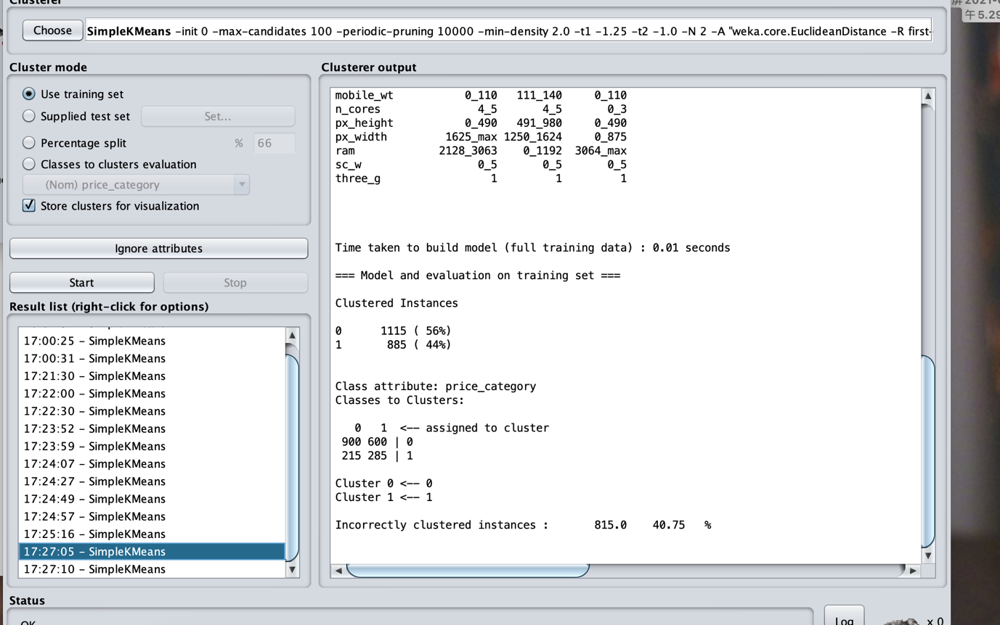 Clusterer
Choose
SimpleKMeans -init 0 -max-candidates 100 -periodic-pruning 10000 -min-density 2.0 -t1 -1.25 -t2 -1.0 -N 2 -A "weka.core.EuclideanDistance -R first-
午5.29
Cluster mode
Use training set
Supplied test set
Set...
Percentage split
% 66
Classes to clusters evaluation
(Nom) price_category
Store clusters for visualization
Ignore attributes
Start
Stop
Result list (right-click for options)
17:00:25 - SimpleKMeans
17:00:31 - SimpleKMeans
17:21:30 - SimpleKMeans
17:22:00 - SimpleKMeans
17:22:30 - SimpleKMeans
17:23:52 - SimpleKMeans
17:23:59 - SimpleKMeans
17:24:07 - SimpleKMeans
17:24:27 - SimpleKMeans
17:24:49 - SimpleKMeans
17:24:57 - SimpleKMeans
17:25:16 - SimpleKMeans
17:27:05 - SimpleKMeans
17:27:10 - SimpleKMeans
Clusterer output
mobile_wt 0_110 111_140 0_110
n_cores 4_5 4_5 0_3
px_height 0_490 491_980 0_490
px_width 1625_max 1250_1624 0_875
ram 2128_3063 0_1192 3064_max
sc_w 0_5 0_5 0_5
three_g 1 1 1
Time taken to build model (full training data) : 0.01 seconds
=== Model and evaluation on training set ===
Clustered Instances
0 1115 ( 56%)
1 885 ( 44%)
Class attribute: price_category
Classes to Clusters:
0 1 <-- assigned to cluster
900 600 | 0
215 285 | 1
Cluster 0 <-- 0
Cluster 1 <-- 1
Incorrectly clustered instances : 815.0 40.75 %
Status
OK
Log
x 0